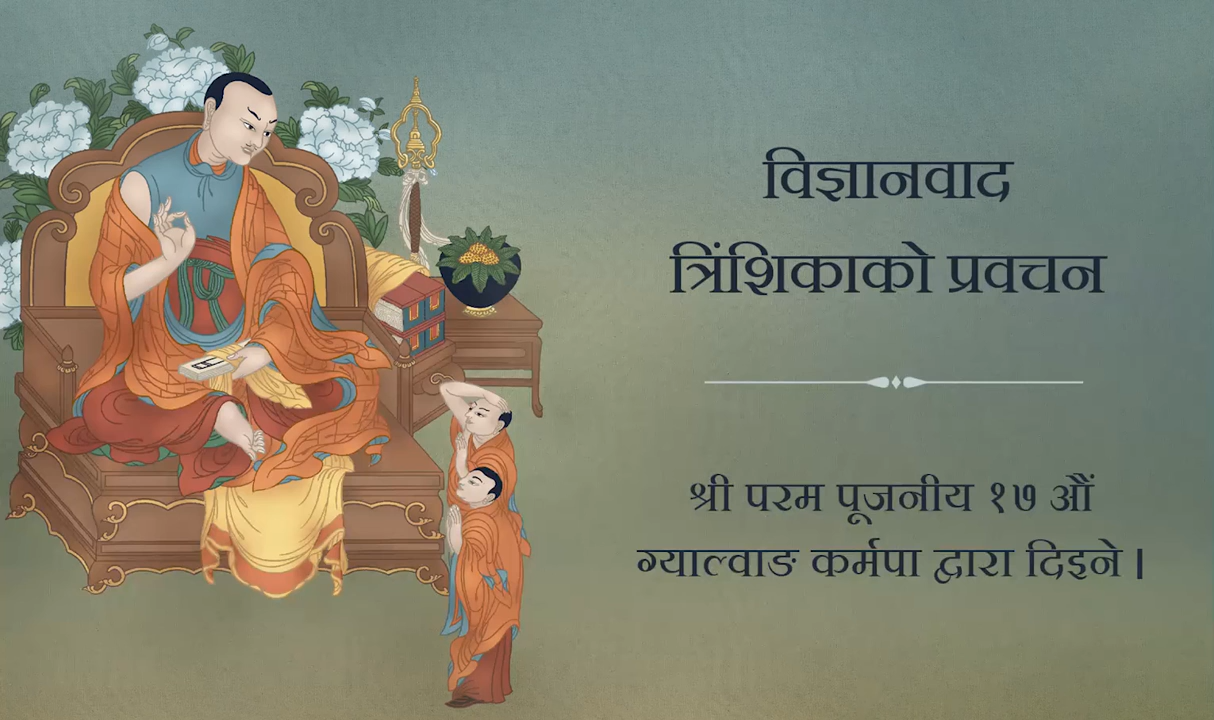 विज्ञानवाद
त्रिंशिकाको प्रवचन
श्री परम पूजनीय १७ औं
ग्याल्वाङ कर्मपा द्वारा दिइने ।